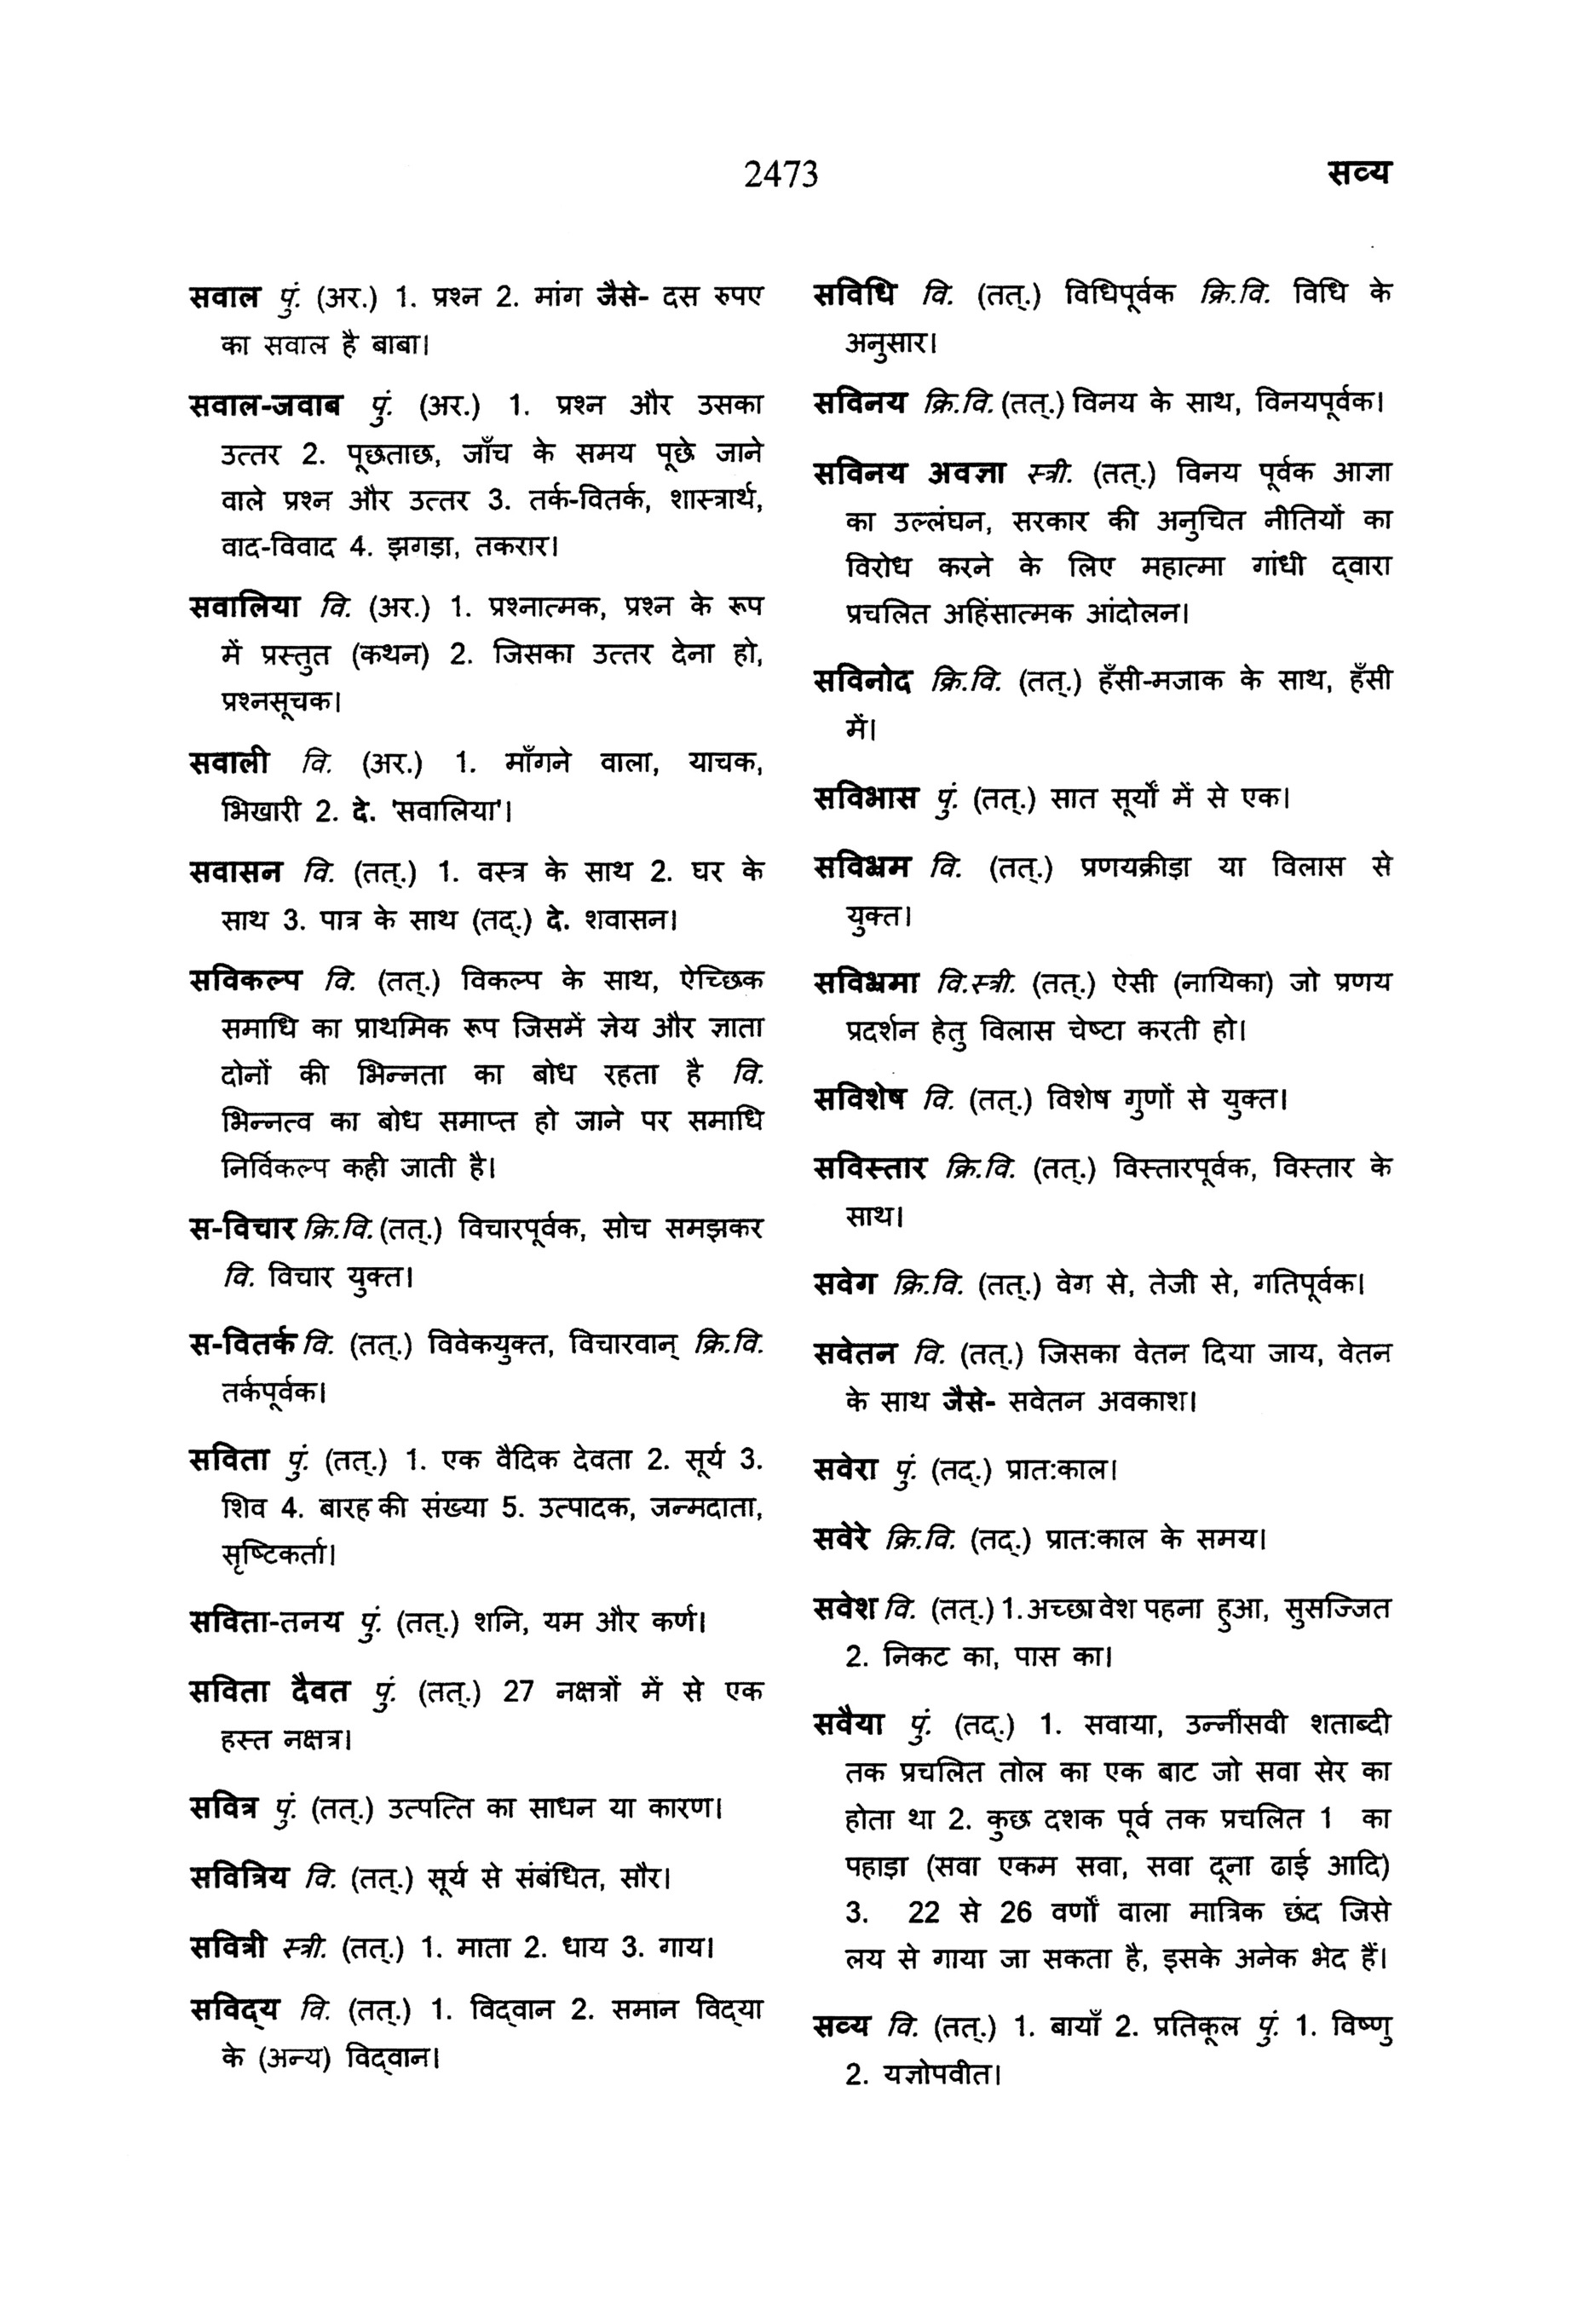 2473
सव्य
सवाल पुं. (अर.) 1. प्रश्न 2. मांग जैसे- दस रुपए
का सवाल है बाबा।
सवाल-जवाब पुं. (अर.) 1. प्रश्न और उसका
उत्तर 2. पूछताछ, जाँच के समय पूछे जाने
वाले प्रश्न और उत्तर 3. तर्क-वितर्क, शास्त्रार्थ,
वाद-विवाद 4. झगड़ा, तकरार।
सवालिया वि. (अर.) 1. प्रश्नात्मक, प्रश्न के रूप
में प्रस्तुत (कथन) 2. जिसका उत्तर देना हो,
प्रश्नसूचक।
सवाली वि. (अर.) 1. माँगने वाला, याचक,
भिखारी 2. दे. 'सवालिया'।
सवासन वि. (तत्.) 1. वस्त्र के साथ 2. घर के
साथ 3. पात्र के साथ (तद्.) दे. शवासन।
सविकल्प वि. (तत्.) विकल्प के साथ, ऐच्छिक
समाधि का प्राथमिक रूप जिसमें ज्ञेय और ज्ञाता
दोनों की भिन्नता का बोध रहता है वि.
भिन्नत्व का बोध समाप्त हो जाने पर समाधि
निर्विकल्प कही जाती है।
स-विचार क्रि.वि. (तत्.) विचारपूर्वक, सोच समझकर
वि. विचार युक्त।
स-वितर्क वि. (तत्.) विवेकयुक्त, विचारवान् क्रि.वि.
तर्कपूर्वक।
सविता पुं. (तत्.) 1. एक वैदिक देवता 2. सूर्य 3.
शिव 4. बारह की संख्या 5. उत्पादक, जन्मदाता,
सृष्टिकर्ता।
सविता-तनय पुं. (तत्.) शनि, यम और कर्ण।
सविता दैवत पुं. (तत्.) 27 नक्षत्रों में से एक
हस्त नक्षत्र।
सवित्र पुं. (तत्.) उत्पत्ति का साधन या कारण।
सवित्रिय वि. (तत्.) सूर्य से संबंधित, सौर।
सवित्री स्त्री. (तत्.) 1. माता 2. धाय 3. गाय।
सविद्‌य वि. (तत्.) 1. विद्‌वान 2. समान विद्‌या
के (अन्य) विद्‌वान।
सविधि वि. (तत्.) विधिपूर्वक क्रि.वि. विधि के
अनुसार।
सविनय क्रि.वि. (तत्.) विनय के साथ, विनयपूर्वक।
सविनय अवज्ञा स्त्री. (तत्.) विनय पूर्वक आज्ञा
का उल्लंघन, सरकार की अनुचित नीतियों का
विरोध करने के लिए महात्मा गांधी द्‌वारा
प्रचलित अहिंसात्मक आंदोलन।
सविनोद क्रि.वि. (तत्.) हँसी-मजाक के साथ, हँसी
में।
सविभास पुं. (तत्.) सात सूर्यों में से एक।
सविभ्रम वि. (तत्.) प्रणयक्रीड़ा या विलास से
युक्त।
सविभ्रमा वि.स्त्री. (तत्.) ऐसी (नायिका) जो प्रणय
प्रदर्शन हेतु विलास चेष्टा करती हो।
सविशेष वि. (तत्.) विशेष गुणों से युक्त।
सविस्तार क्रि.वि. (तत्.) विस्तारपूर्वक, विस्तार के
साथ।
सवेग क्रि.वि. (तत्.) वेग से, तेजी से, गतिपूर्वक।
सवेतन वि. (तत्.) जिसका वेतन दिया जाय, वेतन
के साथ जैसे- सवेतन अवकाश।
सवेरा पुं. (तद्.) प्रातःकाल।
सवेरे क्रि.वि. (तद्.) प्रातःकाल के समय।
सवेश वि. (तत्.) 1. अच्छा वेश पहना हुआ, सुसज्जित
2. निकट का, पास का।
सवैया पुं. (तद्.) 1. सवाया, उन्नींसवी शताब्दी
तक प्रचलित तोल का एक बाट जो सवा सेर का
होता था 2. कुछ दशक पूर्व तक प्रचलित 1 का
पहाड़ा (सवा एकम सवा, सवा दूना ढाई आदि)
3. 22 से 26 वर्णों वाला मात्रिक छंद जिसे
लय से गाया जा सकता है, इसके अनेक भेद हैं।
सव्य वि. (तत्.) 1. बायाँ 2. प्रतिकूल पुं. 1. विष्णु
2. यज्ञोपवीत।